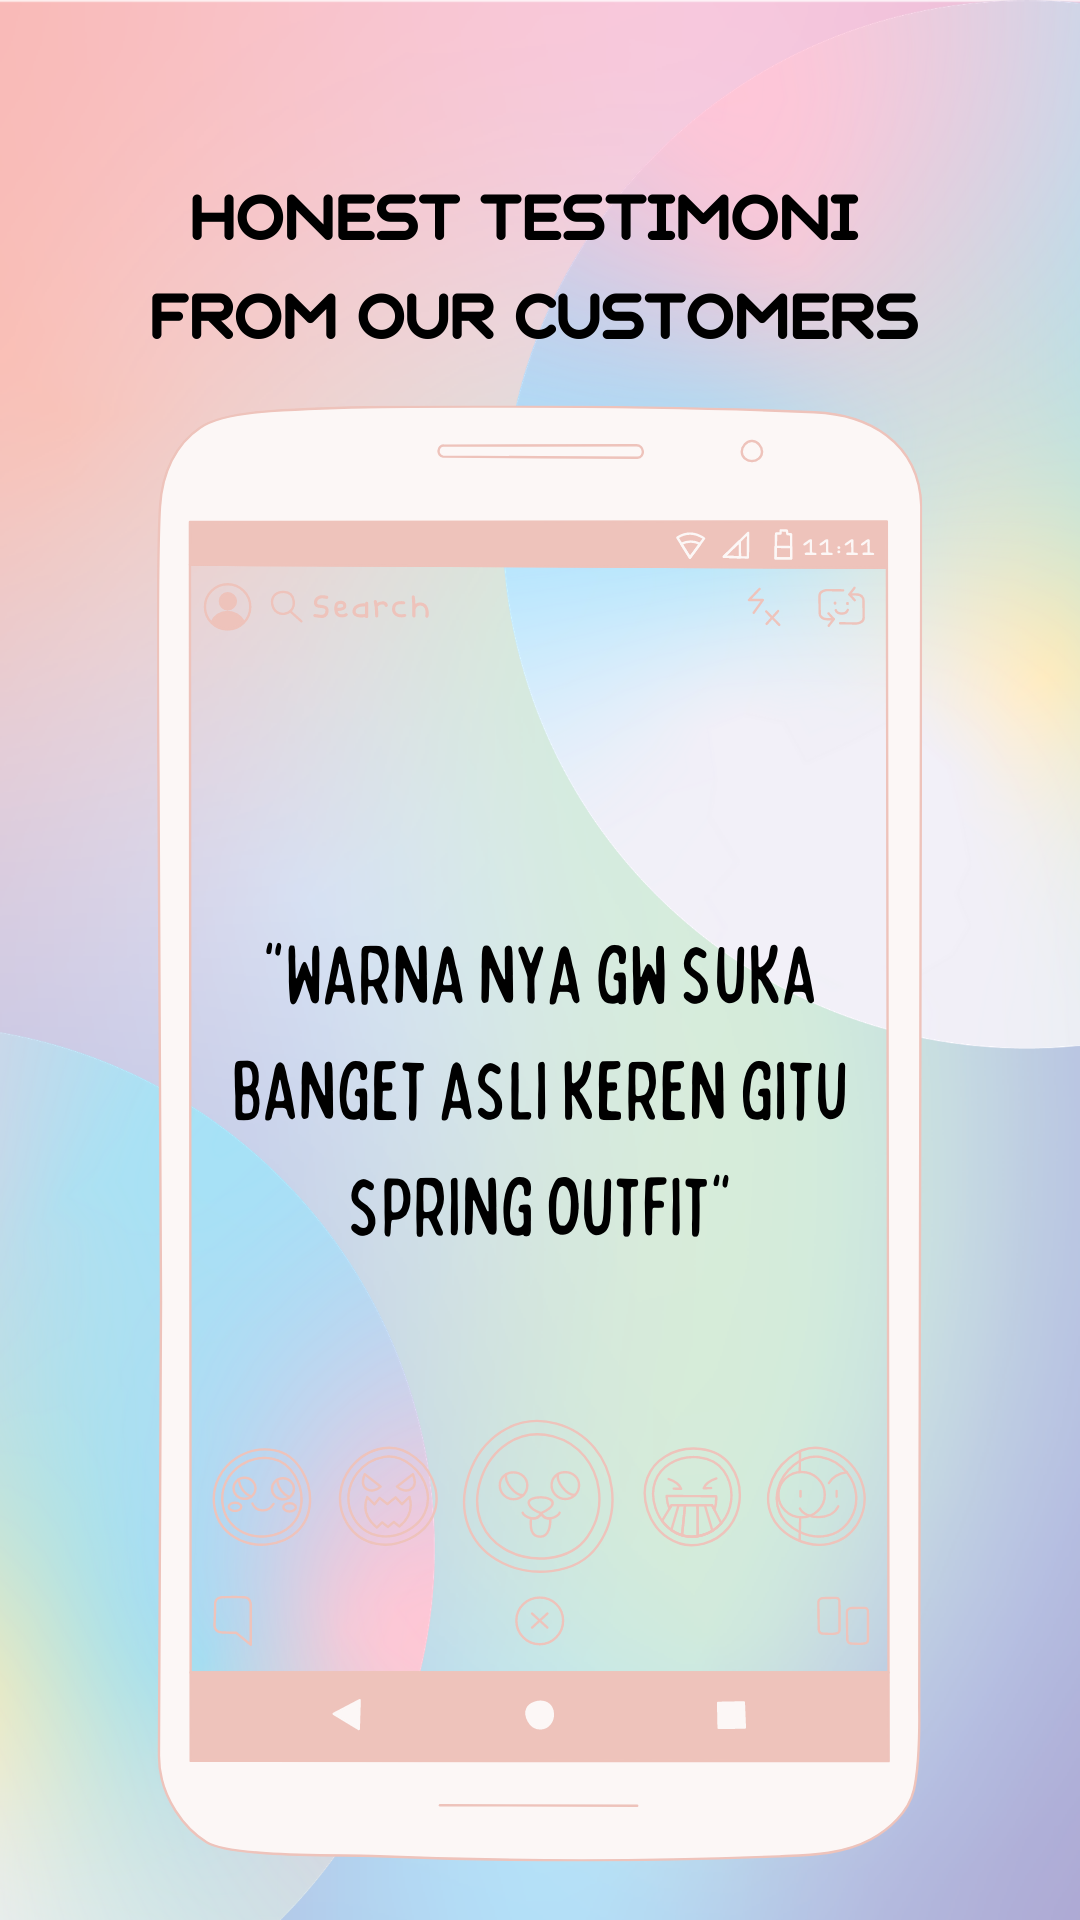 HONEST TESTIMONI
FROM OUR CUSTOMERS
11:11
Search
"WARNA NYA GW SUKA
BANGET ASLI KEREN GITU
SPRING OUTFIT"